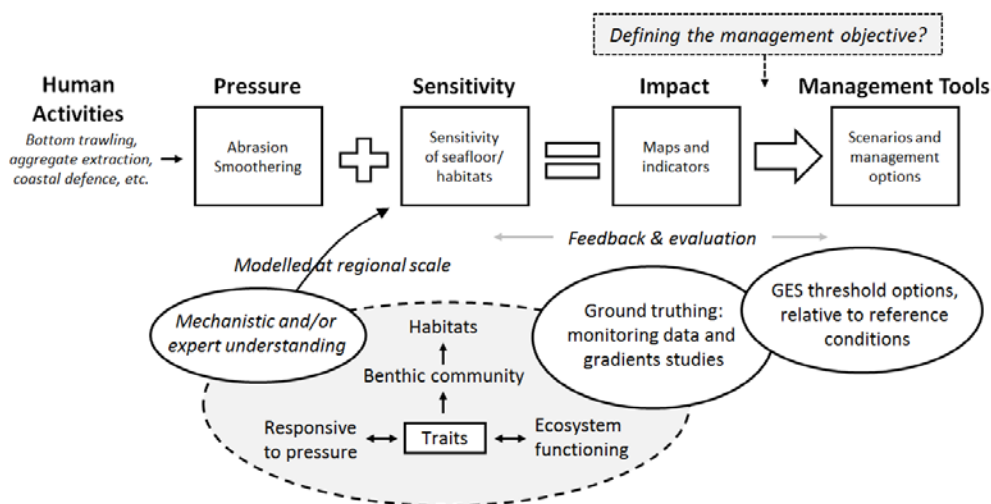 Defining the management objective?
Human
Activities
Bottom trawling,
aggregate extraction,
coastal defence, etc.
Pressure
Abrasion
Smoothering
Sensitivity
Sensitivity
of seafloor/
habitats
Impact
Maps and
indicators
Management Tools
Scenarios and
management
options
Feedback & evaluation
Modelled at regional scale
Mechanistic and/or
expert understanding
Habitats
Benthic community
Responsive
to pressure
Traits
Ecosystem
functioning
Ground truthing:
monitoring data and
gradients studies
GES threshold options,
relative to reference
conditions